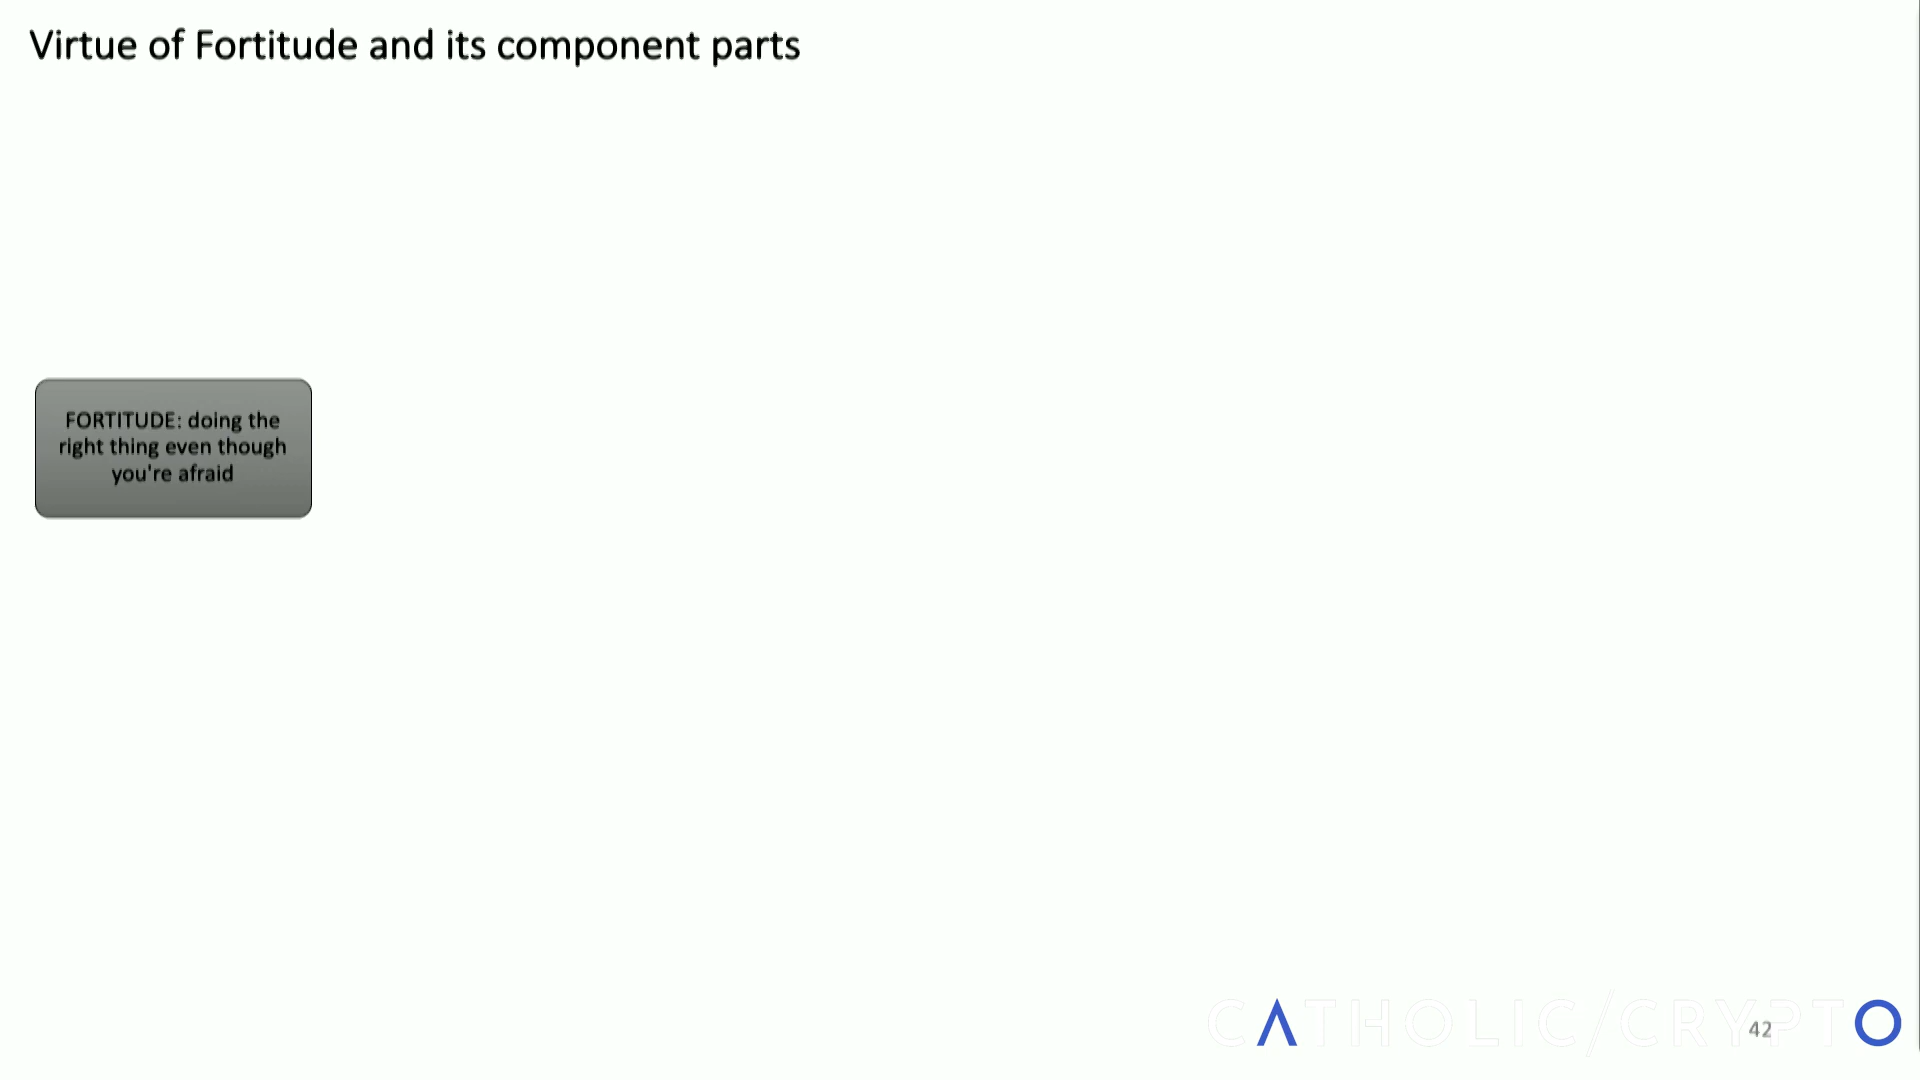 Virtue of Fortitude and its component parts
FORTITUDE: doing the
right thing even though
you're afraid
CATHOLIC/CRYPTO
42